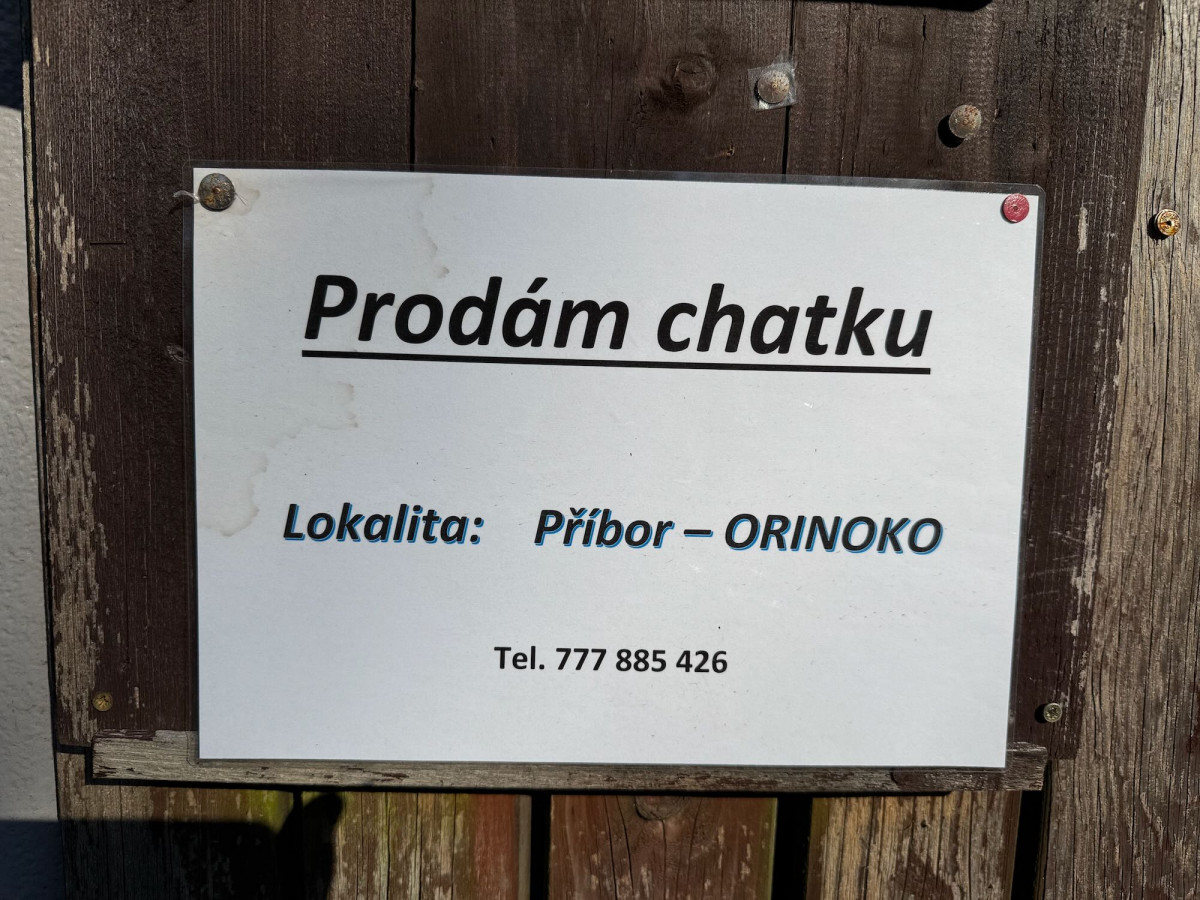 Prodám chatku
Lokalita: Příbor – ORINOKO
Tel. 777 885 426